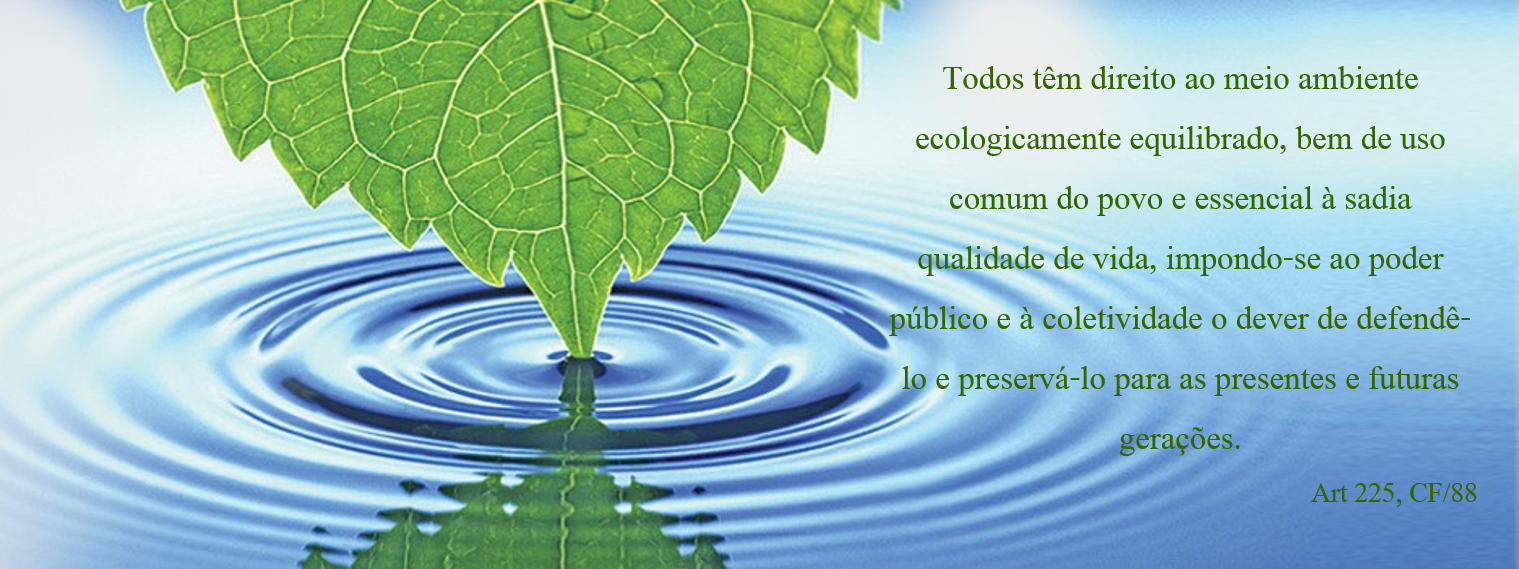 Todos têm direito ao meio ambiente
ecologicamente equilibrado, bem de uso
comum do povo e essencial à sadia
qualidade de vida, impondo-se ao poder
público e à coletividade o dever de defendê-
lo e preservá-lo para as presentes e futuras
gerações.
Art 225, CF/88